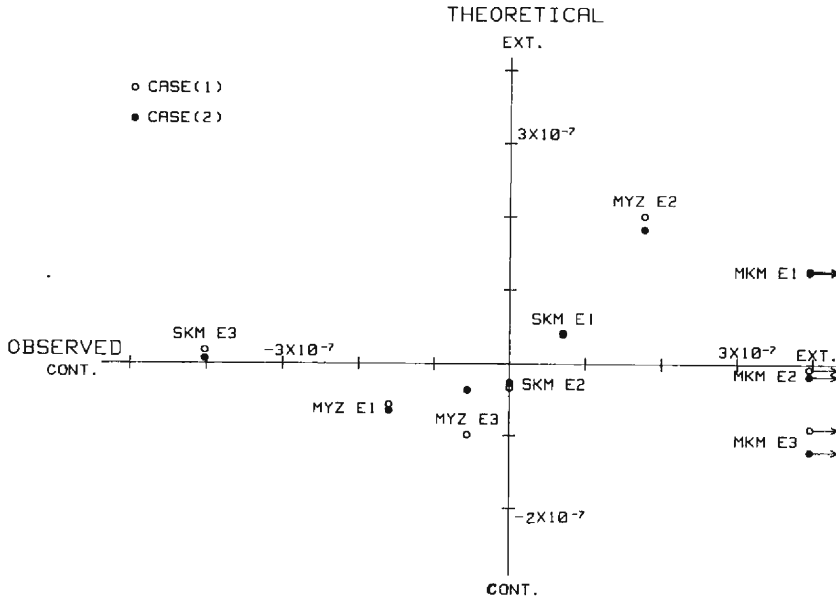 THEORETICAL
EXT.
CASE(1)
CASE(2)
3X10⁻⁷
MYZ E2
MKM E1
SKM E1
SKM E3
OBSERVED
-3X10⁻⁷
3X10⁻⁷
EXT.
CONT.
MKM E2
SKM E2
MYZ E1
MYZ E3
MKM E3
-2X10⁻⁷
CONT.